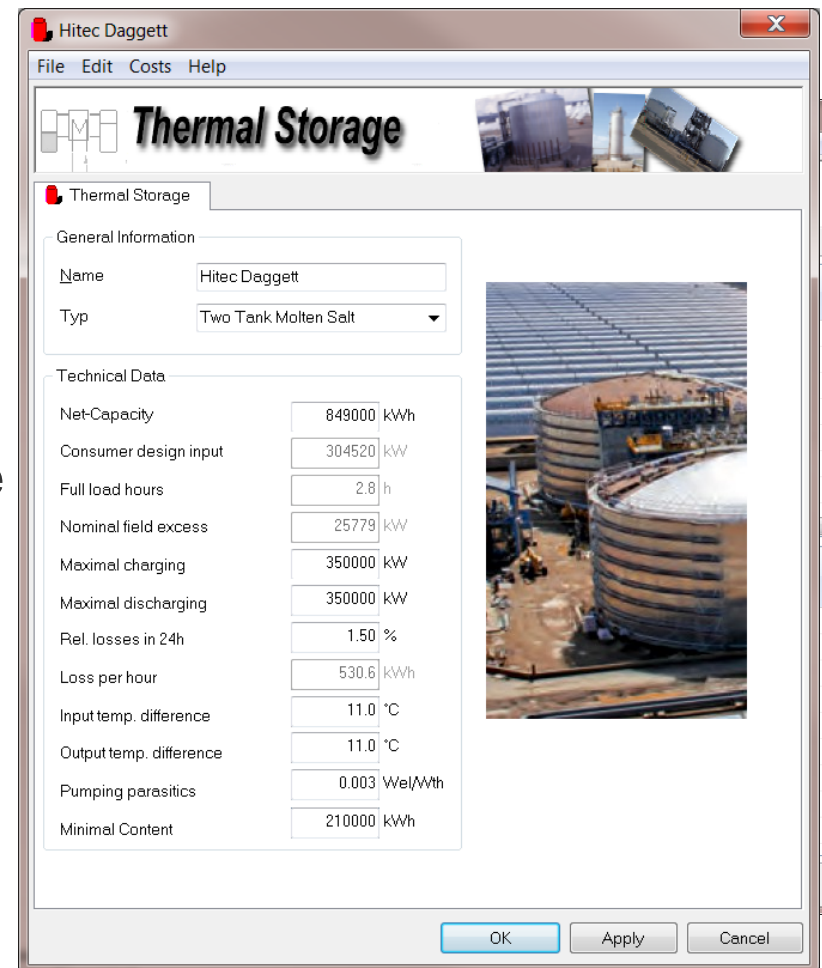 Hitec Daggett
X
File Edit Costs Help
M
Thermal Storage
Thermal Storage
General Information
Name Hitec Daggett
Typ Two Tank Molten Salt
Technical Data
Net-Capacity 849000 kWh
Consumer design input 304520 kW
e
Full load hours 2.8 h
Nominal field excess 25779 kW
Maximal charging 350000 kW
Maximal discharging 350000 kW
Rel. losses in 24h 1.50 %
Loss per hour 530.6 kWh
Input temp. difference 11.0 °C
Output temp. difference 11.0 °C
Pumping parasitics 0.003 Wel/Wth
Minimal Content 210000 kWh
OK Apply Cancel